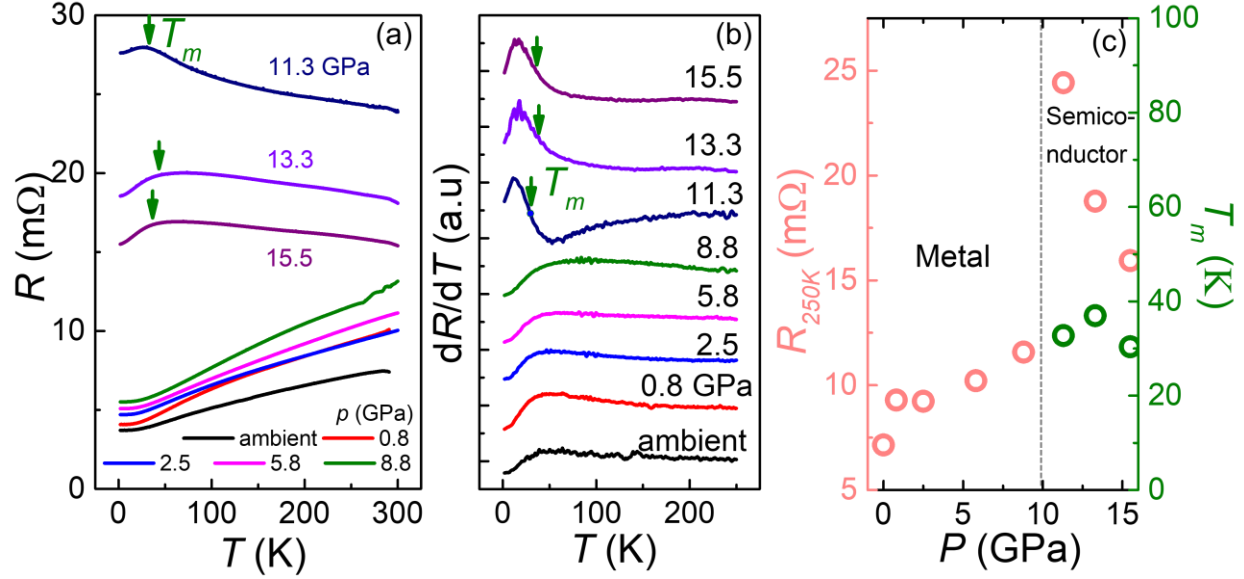 (a)
T_m
11.3 GPa
13.3
15.5
p (GPa)
ambient 0.8
2.5 5.8 8.8
R (mΩ)
30
20
10
0
0 100 200 300
T (K)
(b)
15.5
13.3
T_m
11.3
8.8
5.8
2.5
0.8 GPa
ambient
dR/dT (a.u)
0 100 200
T (K)
(c)
Semico-
nductor
Metal
R_250K (mΩ)
25
20
15
10
5
0 5 10 15
P (GPa)
100
80
60
40
20
0
T_m (K)